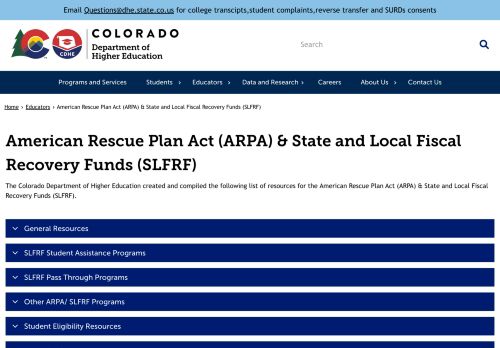 Email Questions@dhe.state.co.us for college transcipts,student complaints,reverse transfer and SURDs consents
COLORADO
Department of
Higher Education
CDHE
Search
Programs and Services Students Educators Data and Research Careers About Us Contact Us
Home › Educators › American Rescue Plan Act (ARPA) & State and Local Fiscal Recovery Funds (SLFRF)
American Rescue Plan Act (ARPA) & State and Local Fiscal
Recovery Funds (SLFRF)
The Colorado Department of Higher Education created and compiled the following list of resources for the American Rescue Plan Act (ARPA) & State and Local Fiscal
Recovery Funds (SLFRF).
General Resources
SLFRF Student Assistance Programs
SLFRF Pass Through Programs
Other ARPA/ SLFRF Programs
Student Eligibility Resources